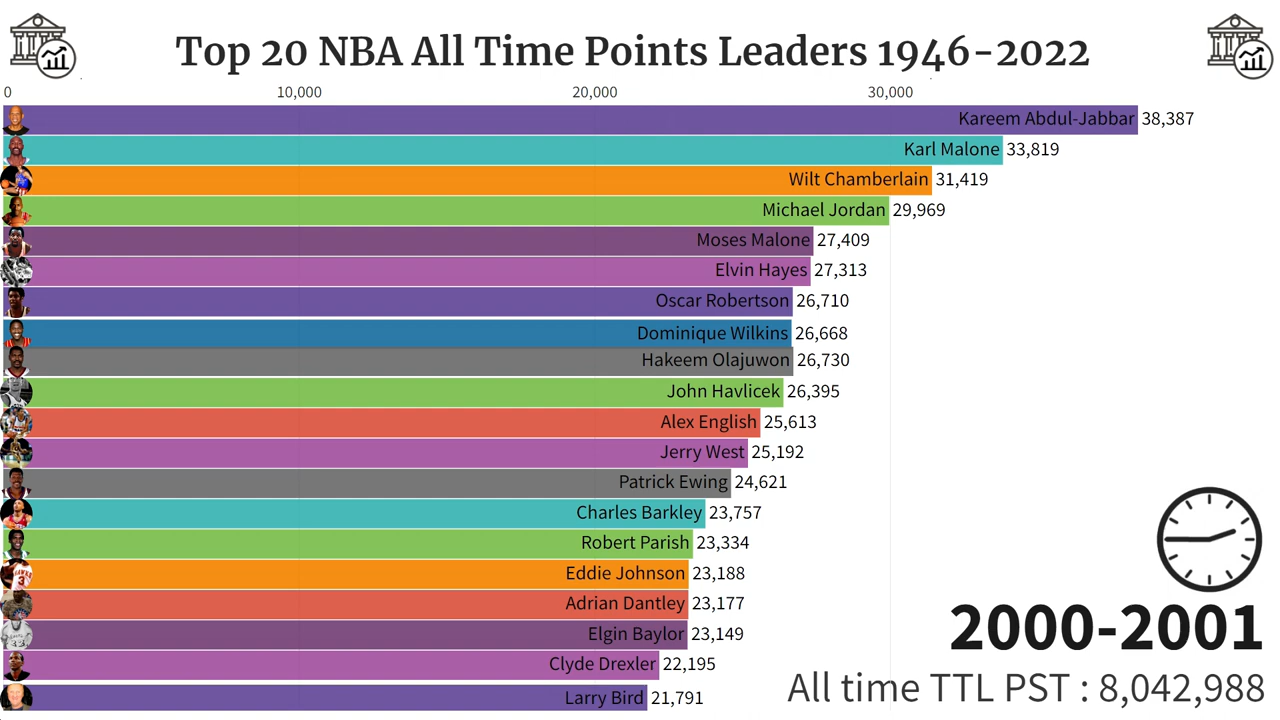 Top 20 NBA All Time Points Leaders 1946-2022
0 10,000 20,000 30,000
Kareem Abdul-Jabbar 38,387
Karl Malone 33,819
Wilt Chamberlain 31,419
Michael Jordan 29,969
Moses Malone 27,409
Elvin Hayes 27,313
Oscar Robertson 26,710
Dominique Wilkins 26,668
Hakeem Olajuwon 26,730
John Havlicek 26,395
Alex English 25,613
Jerry West 25,192
Patrick Ewing 24,621
Charles Barkley 23,757
Robert Parish 23,334
Eddie Johnson 23,188
Adrian Dantley 23,177
Elgin Baylor 23,149
Clyde Drexler 22,195
Larry Bird 21,791
2000-2001
All time TTL PST : 8,042,988